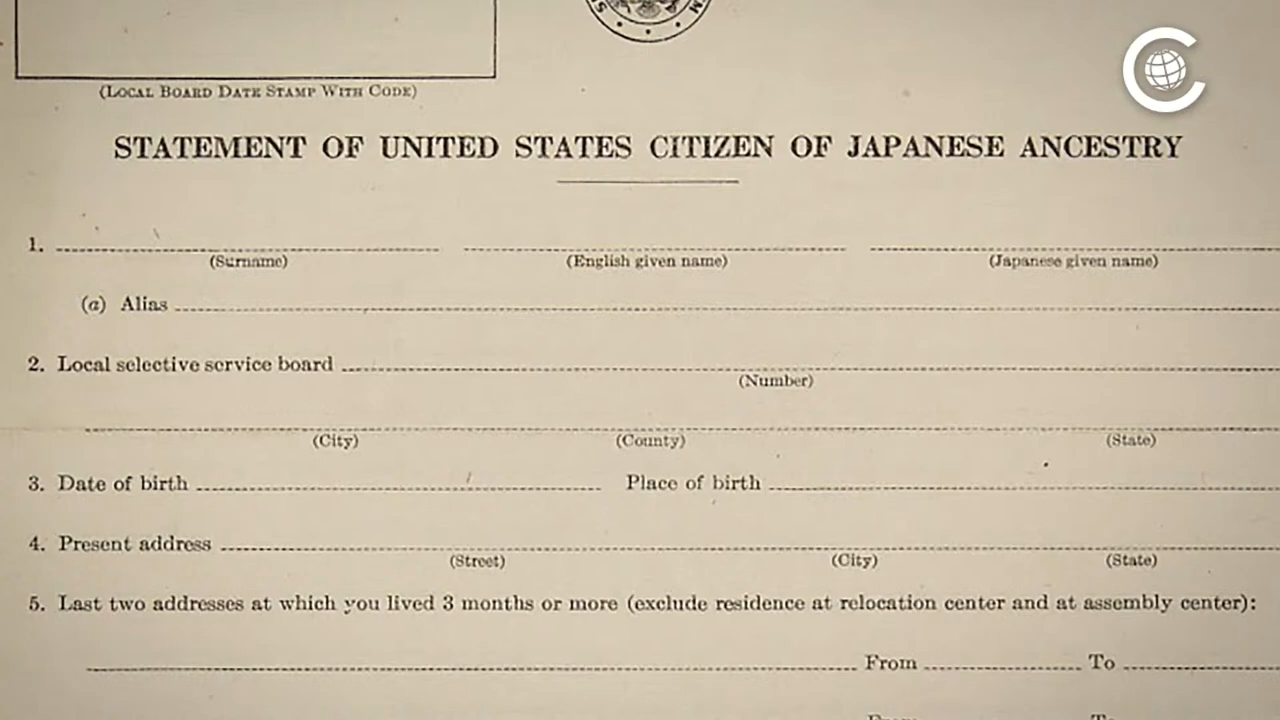 (LOCAL BOARD DATE STAMP WITH CODE)
STATEMENT OF UNITED STATES CITIZEN OF JAPANESE ANCESTRY
1.
(Surname) (English given name) (Japanese given name)
(a) Alias
2. Local selective service board
(Number)
(City) (County) (State)
3. Date of birth Place of birth
4. Present address
(Street) (City) (State)
5. Last two addresses at which you lived 3 months or more (exclude residence at relocation center and at assembly center):
From To